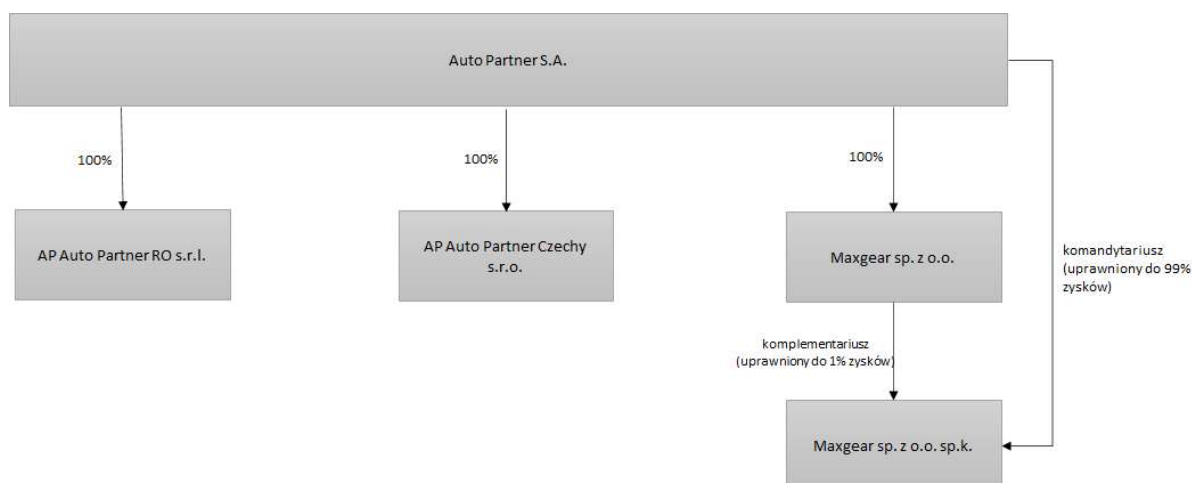 Auto Partner S.A.
100%
100%
100%
AP Auto Partner RO s.r.l.
AP Auto Partner Czechy
s.r.o.
Maxgear sp. z o.o.
komandytariusz
(uprawniony do 99%
zysków)
komplementariusz
(uprawniony do 1% zysków)
Maxgear sp. z o.o. sp.k.